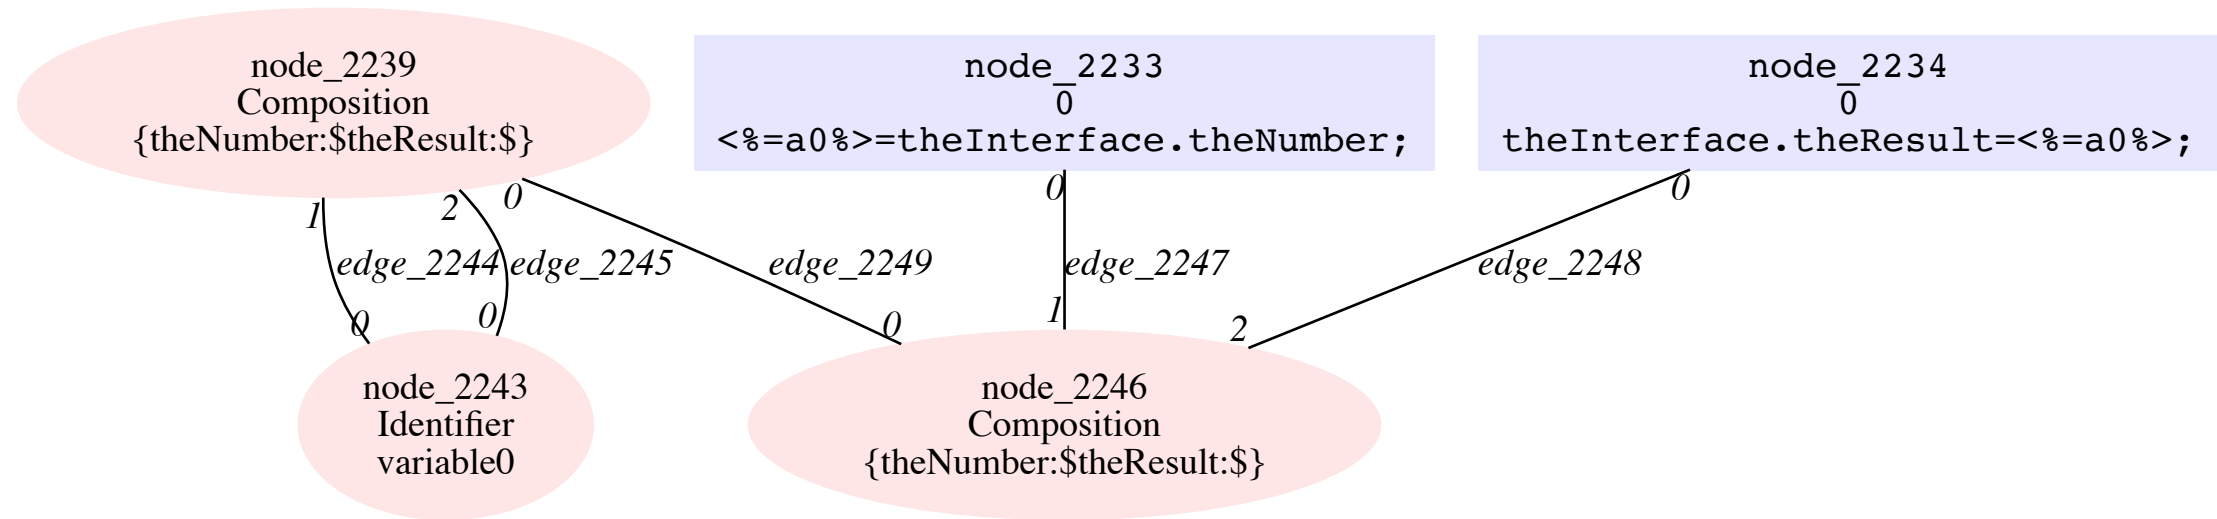 node_2239
Composition
{theNumber:$theResult:$}
node_2233
0
<%=a0%>=theInterface.theNumber;
node_2234
0
theInterface.theResult=<%=a0%>;
1
2
0
0
0
edge_2244
edge_2245
edge_2249
edge_2247
edge_2248
0
0
0
1
2
node_2243
Identifier
variable0
node_2246
Composition
{theNumber:$theResult:$}